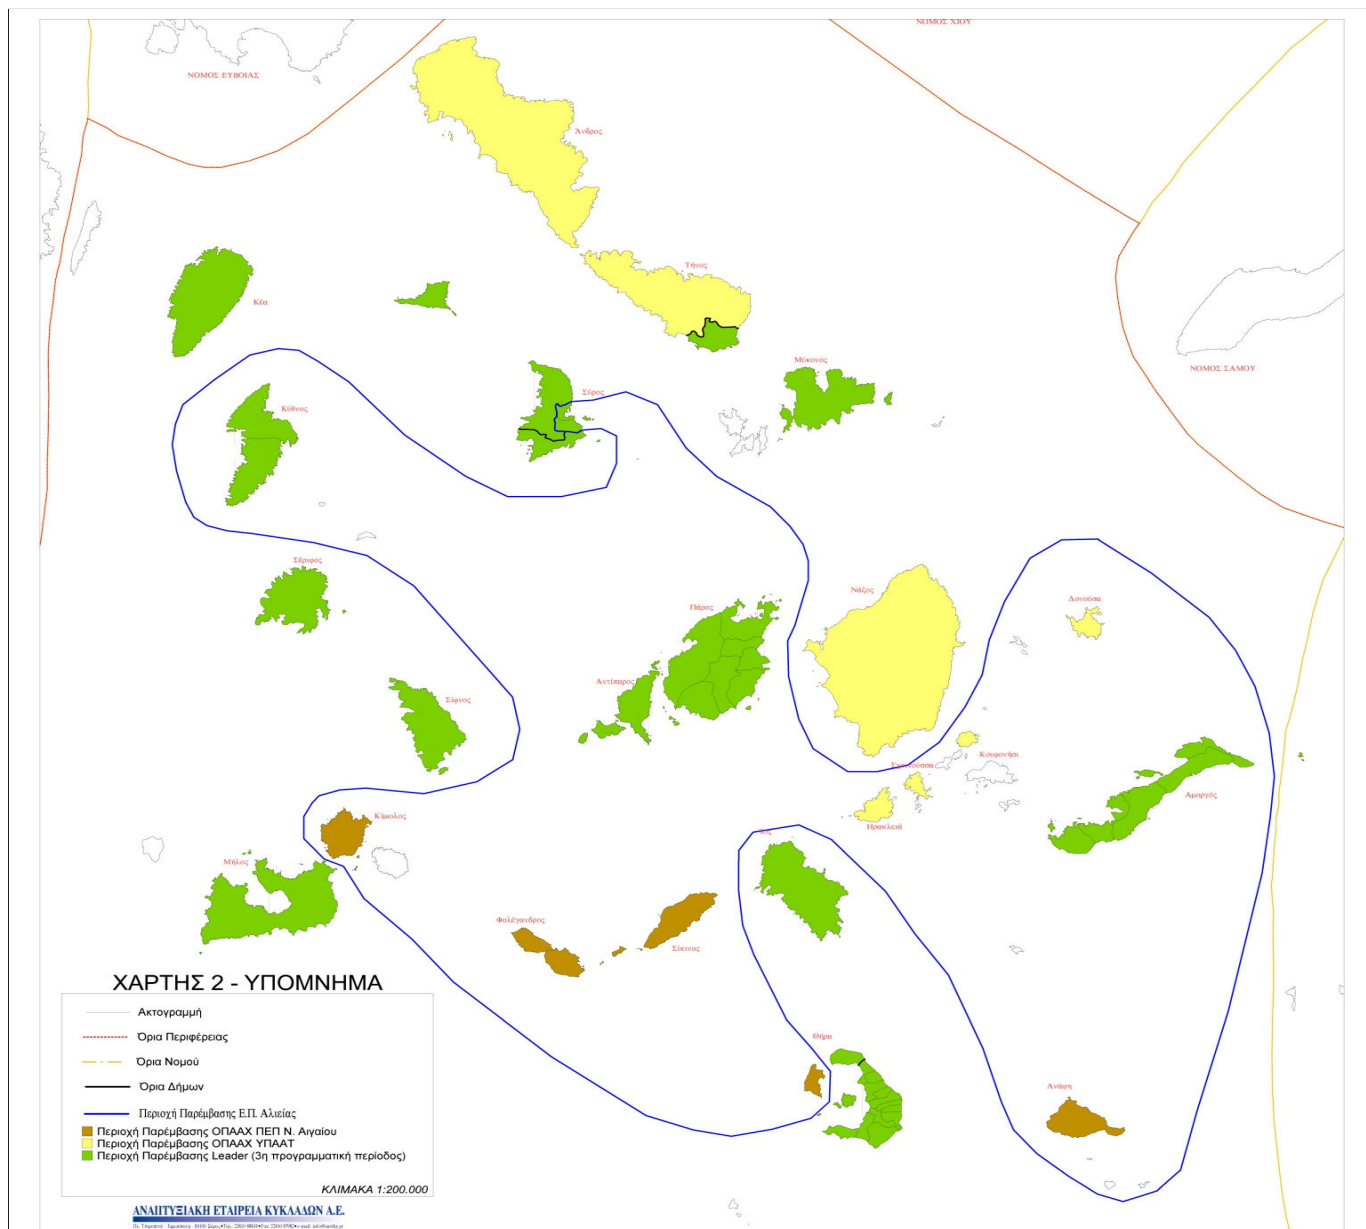 ΝΟΜΟΣ ΧΙΟΥ
ΝΟΜΟΣ ΕΥΒΟΙΑΣ
Άνδρος
Τήνος
Κέα
Μύκονος
ΝΟΜΟΣ ΣΑΜΟΥ
Σύρος
Κύθνος
Σέριφος
Νάξος
Δονούσα
Πάρος
Αντίπαρος
Σίφνος
Κουφονήσι
Σχοινούσσα
Αμοργός
Κίμωλος
Ηρακλειά
Ίος
Μήλος
Φολέγανδρος
Σίκινος
Θήρα
Ανάφη
ΧΑΡΤΗΣ 2 - ΥΠΟΜΝΗΜΑ
Ακτογραμμή
Όρια Περιφέρειας
Όρια Νομού
Όρια Δήμων
Περιοχή Παρέμβασης Ε.Π. Αλιείας
Περιοχή Παρέμβασης ΟΠΑΑΧ ΠΕΠ Ν. Αιγαίου
Περιοχή Παρέμβασης ΟΠΑΑΧ ΥΠΑΑΤ
Περιοχή Παρέμβασης Leader (3η προγραμματική περίοδος)
ΚΛΙΜΑΚΑ 1:200.000
ΑΝΑΠΤΥΞΙΑΚΗ ΕΤΑΙΡΕΙΑ ΚΥΚΛΑΔΩΝ Α.Ε.